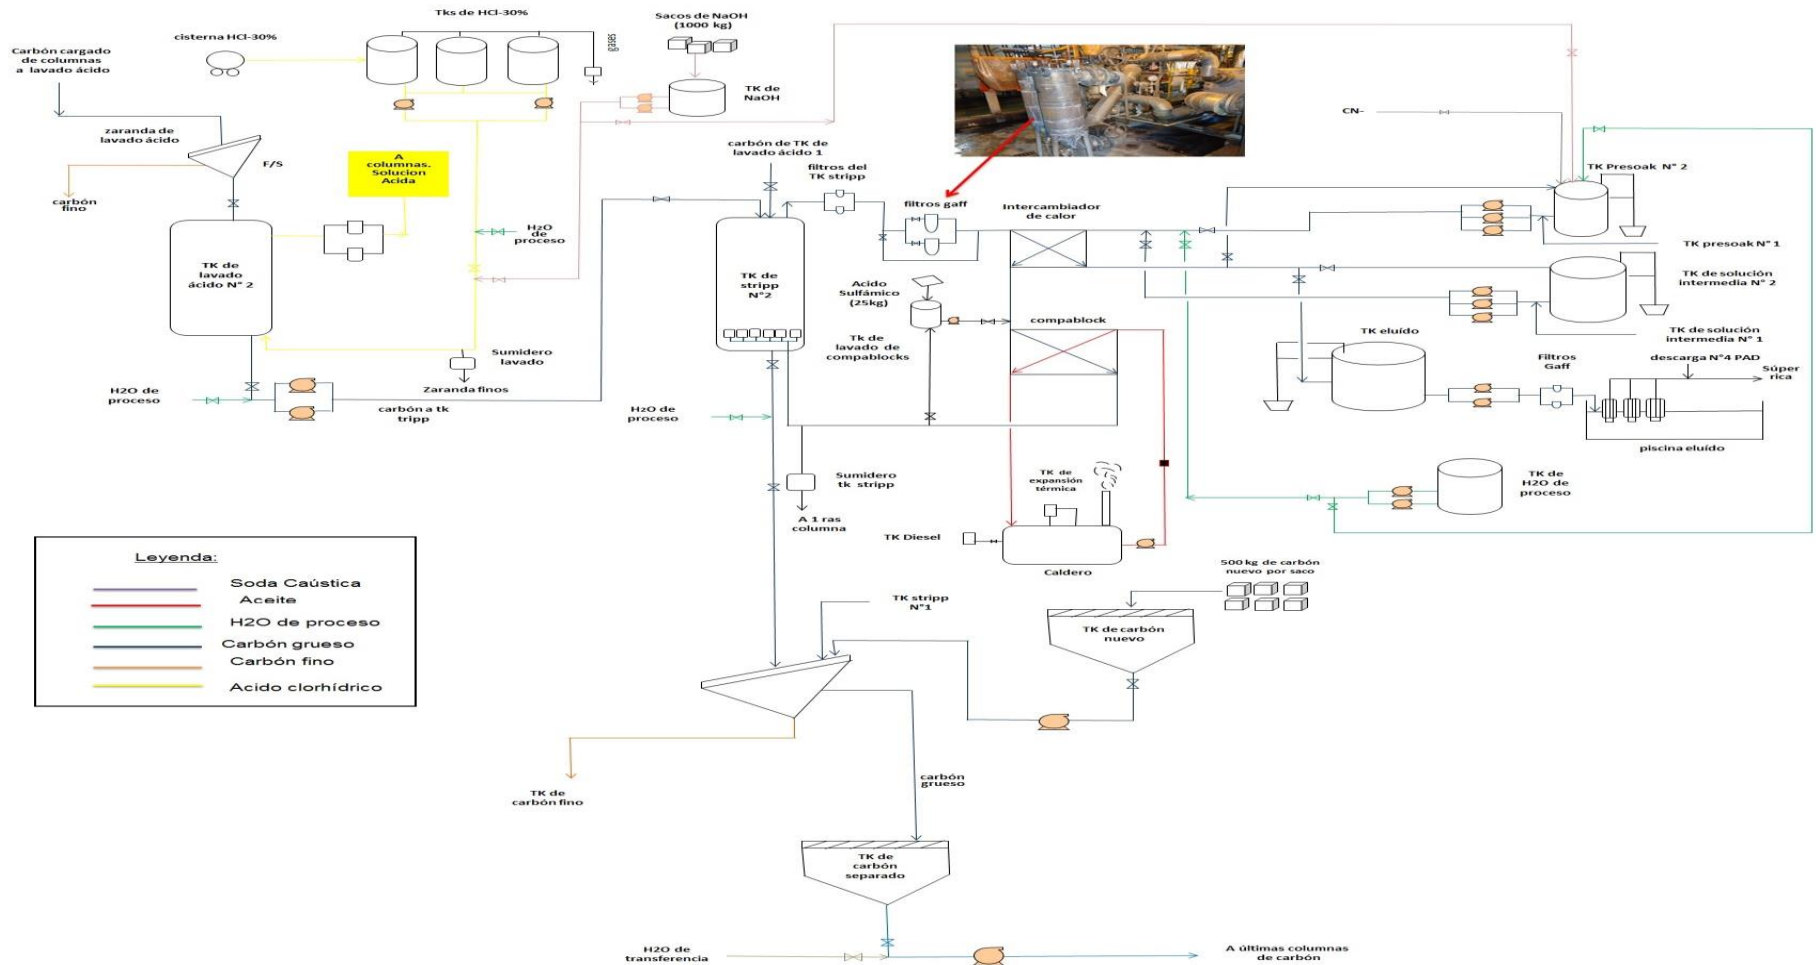 Tks de HCl-30%
cisterna HCl-30%
gases
Sacos de NaOH
(1000 kg)
TK de
NaOH
Carbón cargado
de columnas
a lavado ácido
zaranda de
lavado ácido
F/S
carbón
fino
A
columnas.
Solucion
Acida
TK de
lavado
ácido N° 2
H2O
de
proceso
H2O de
proceso
carbón a tk
tripp
Sumidero
lavado
Zaranda finos
carbón de TK de
lavado ácido 1
filtros del
TK stripp
filtros gaff
Intercambiador
de calor
TK de
stripp
N°2
Acido
Sulfámico
(25kg)
Tk de
lavado de
compablocks
compablock
H2O de
proceso
Sumidero
tk stripp
A 1 ras
columna
CN-
TK Presoak N° 2
TK presoak N° 1
TK de solución
intermedia N° 2
TK de solución
intermedia N° 1
TK eluído
Filtros
Gaff
descarga N°4 PAD
Súper
rica
piscina eluído
TK de
H2O de
proceso
TK de
expansión
térmica
TK Diesel
Caldero
500 kg de carbón
nuevo por saco
TK de carbón
nuevo
TK stripp
N°1
Leyenda:
Soda Caústica
Aceite
H2O de proceso
Carbón grueso
Carbón fino
Acido clorhídrico
TK de
carbón fino
carbón
grueso
TK de
carbón
separado
H2O de
transferencia
A últimas columnas
de carbón